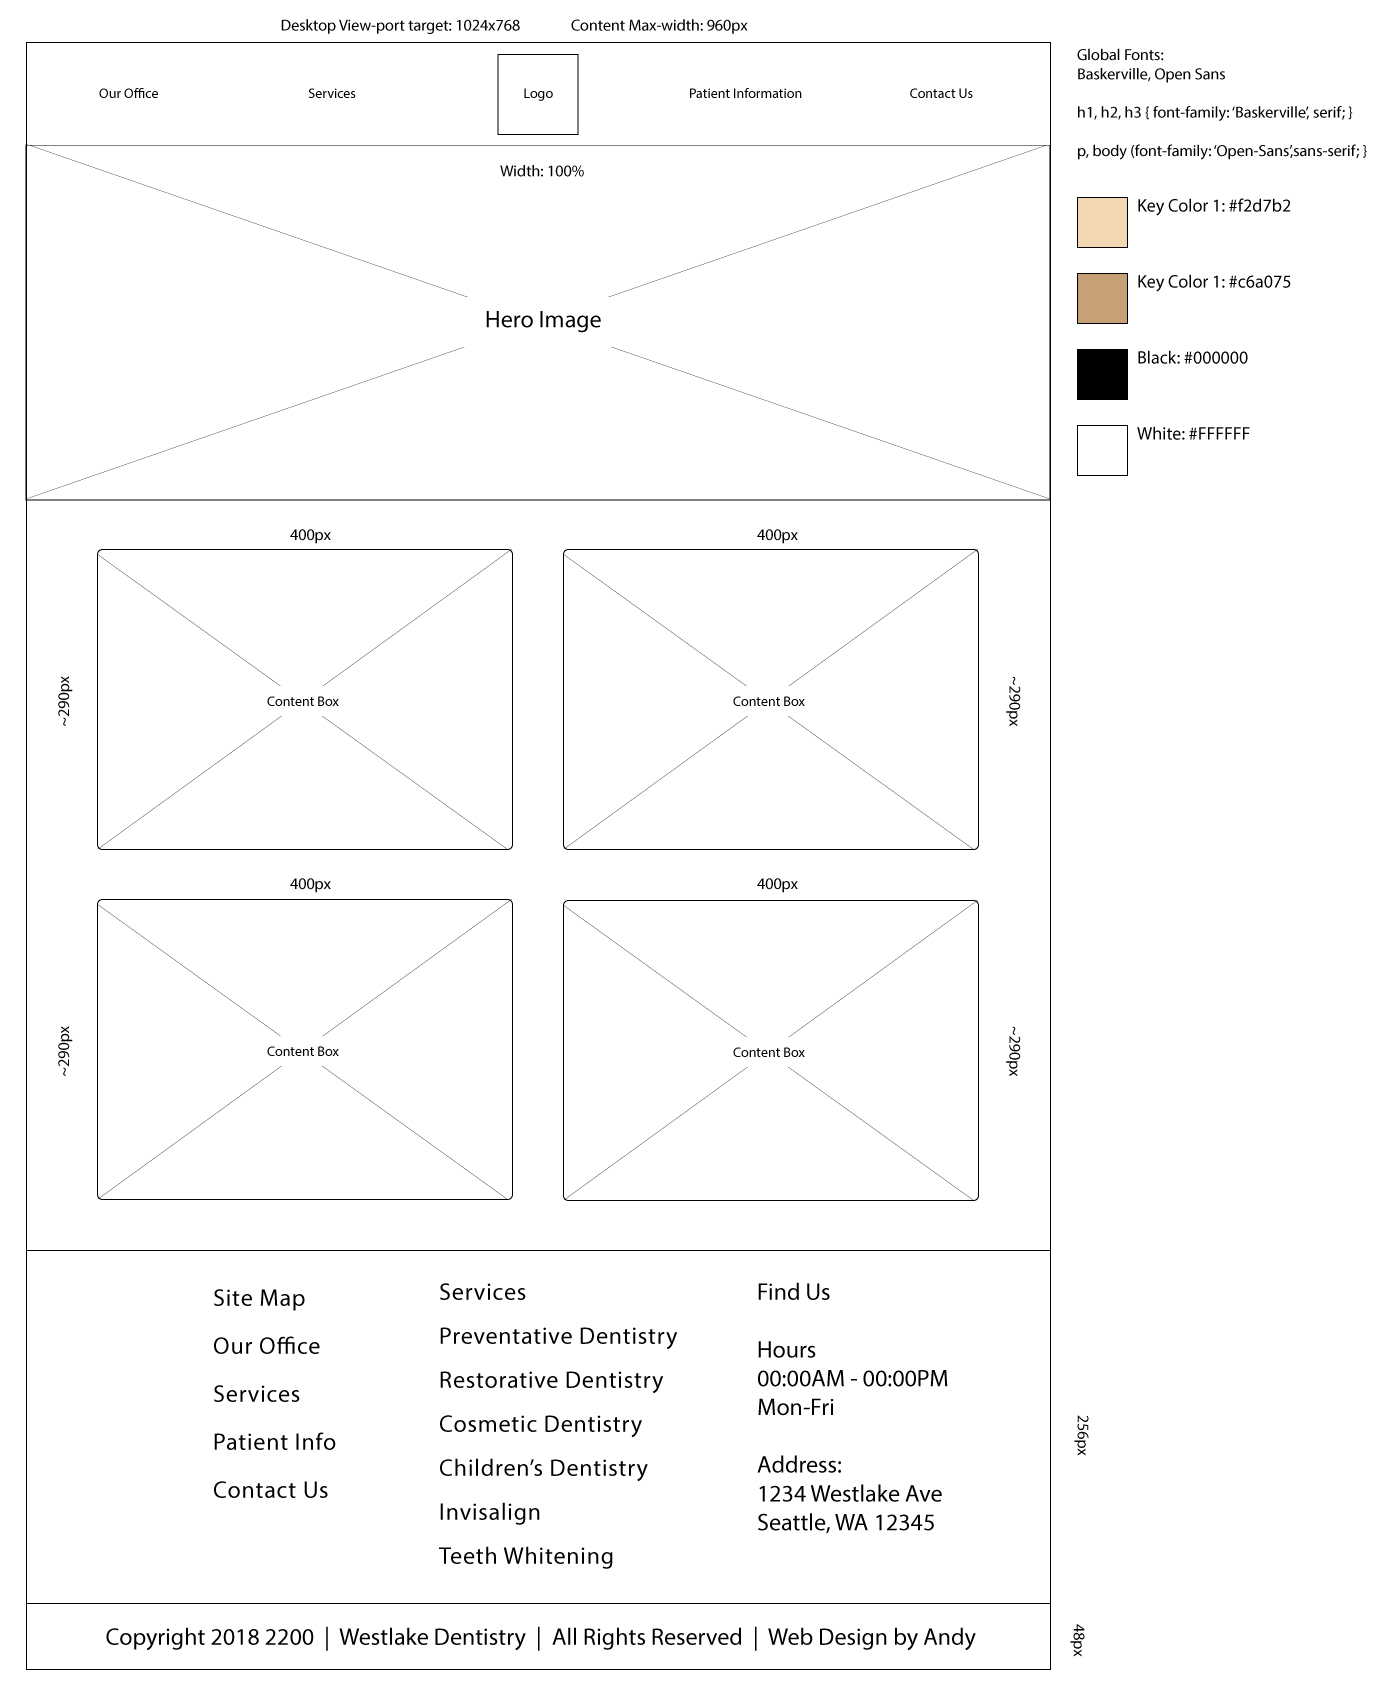 Desktop View-port target: 1024x768
Content Max-width: 960px
Our Office
Services
Logo
Patient Information
Contact Us
Width: 100%
Hero Image
400px
400px
~290px
Content Box
Content Box
~290px
400px
400px
~290px
Content Box
Content Box
~290px
Site Map
Our Office
Services
Patient Info
Contact Us
Services
Preventative Dentistry
Restorative Dentistry
Cosmetic Dentistry
Children’s Dentistry
Invisalign
Teeth Whitening
Find Us
Hours
00:00AM - 00:00PM
Mon-Fri
Address:
1234 Westlake Ave
Seattle, WA 12345
256px
Copyright 2018 2200 | Westlake Dentistry | All Rights Reserved | Web Design by Andy
48px
Global Fonts:
Baskerville, Open Sans
h1, h2, h3 { font-family: ‘Baskerville’, serif; }
p, body (font-family: ‘Open-Sans’,sans-serif; }
Key Color 1: #f2d7b2
Key Color 1: #c6a075
Black: #000000
White: #FFFFFF